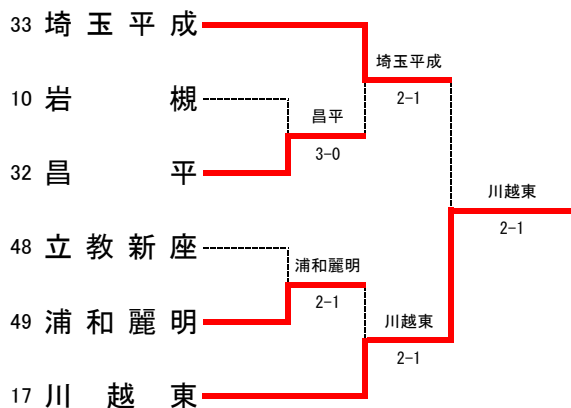 33 埼玉平成
埼玉平成
2-1
10 岩槻
昌平
3-0
32 昌平
川越東
2-1
48 立教新座
浦和麗明
2-1
49 浦和麗明
川越東
2-1
17 川越東